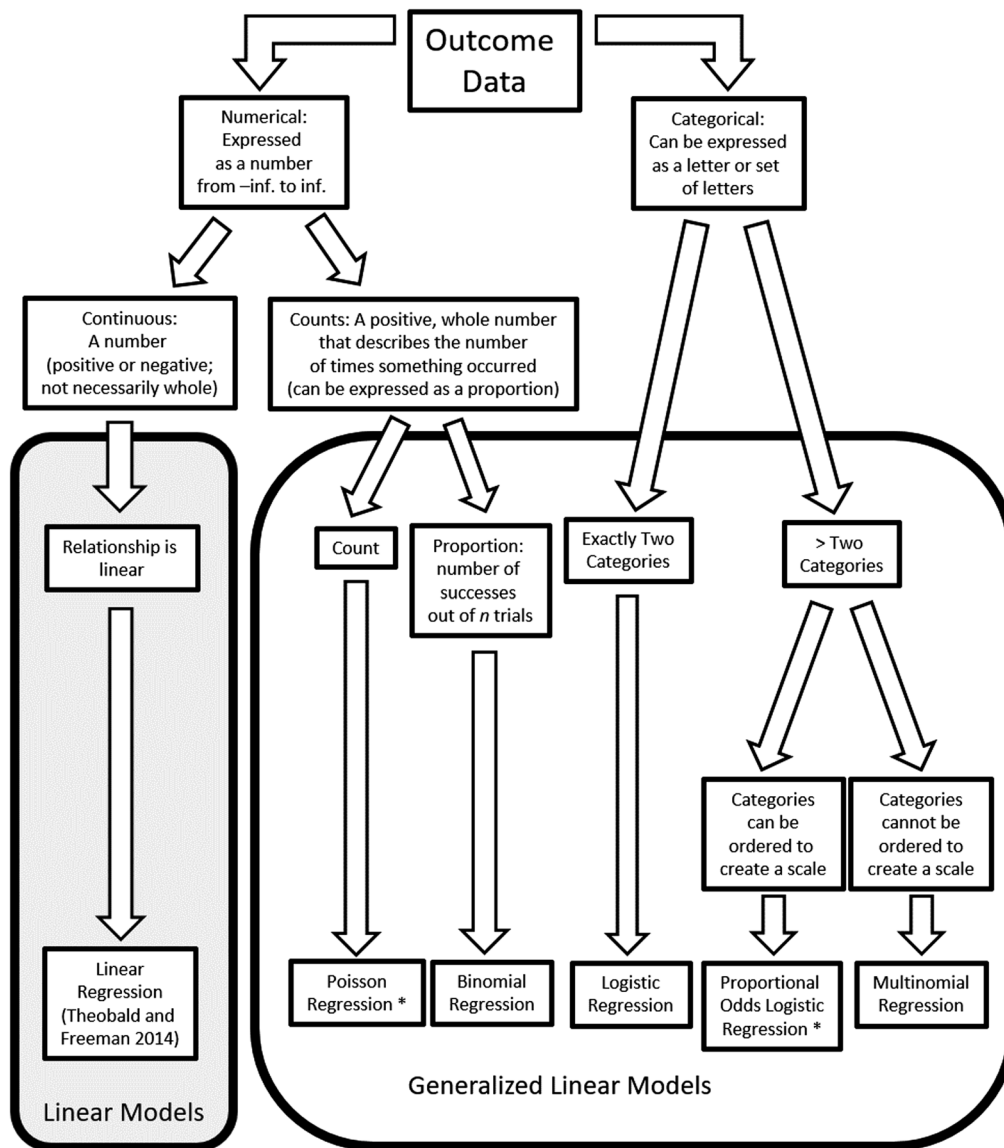 Outcome
Data
Numerical:
Expressed
as a number
from –inf. to inf.
Categorical:
Can be expressed
as a letter or set
of letters
Continuous:
A number
(positive or negative;
not necessarily whole)
Counts: A positive, whole number
that describes the number
of times something occurred
(can be expressed as a proportion)
Relationship is
linear
Count
Proportion:
number of
successes
out of n trials
Exactly Two
Categories
> Two
Categories
Categories
can be
ordered to
create a scale
Categories
cannot be
ordered to
create a scale
Linear
Regression
(Theobald and
Freeman 2014)
Poisson
Regression *
Binomial
Regression
Logistic
Regression
Proportional
Odds Logistic
Regression *
Multinomial
Regression
Linear Models
Generalized Linear Models